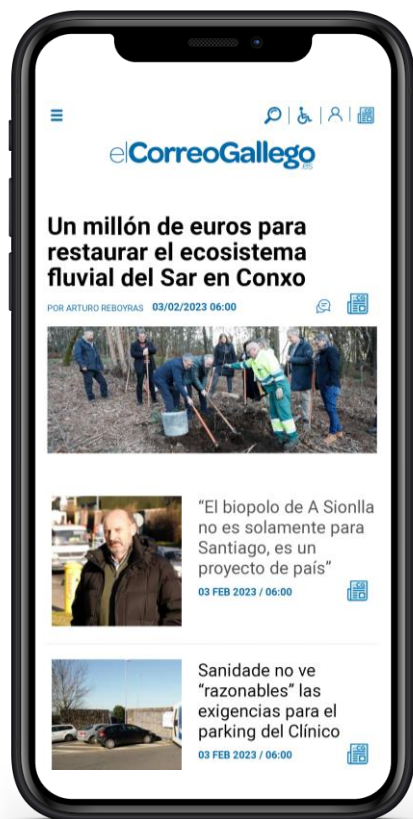 elCorreoGallego.es
Un millón de euros para
restaurar el ecosistema
fluvial del Sar en Conxo
POR ARTURO REBOYRAS 03/02/2023 06:00
“El biopolo de A Sionlla
no es solamente para
Santiago, es un
proyecto de país”
03 FEB 2023 / 06:00
Sanidade no ve
“razonables” las
exigencias para el
parking del Clínico
03 FEB 2023 / 06:00